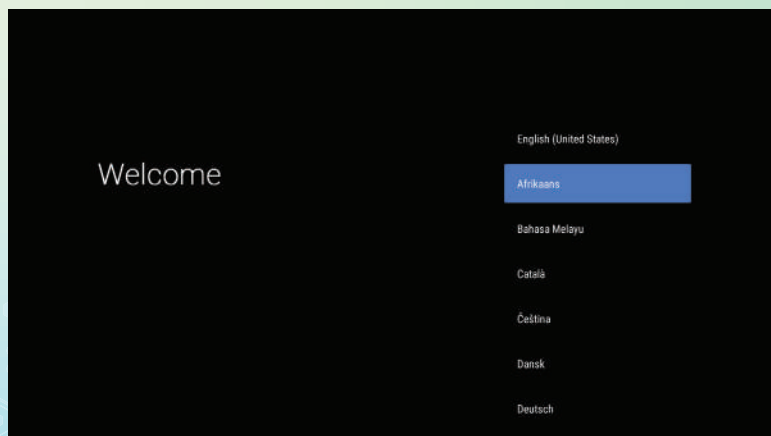 Welcome
English (United States)
Afrikaans
Bahasa Melayu
Català
Čeština
Dansk
Deutsch